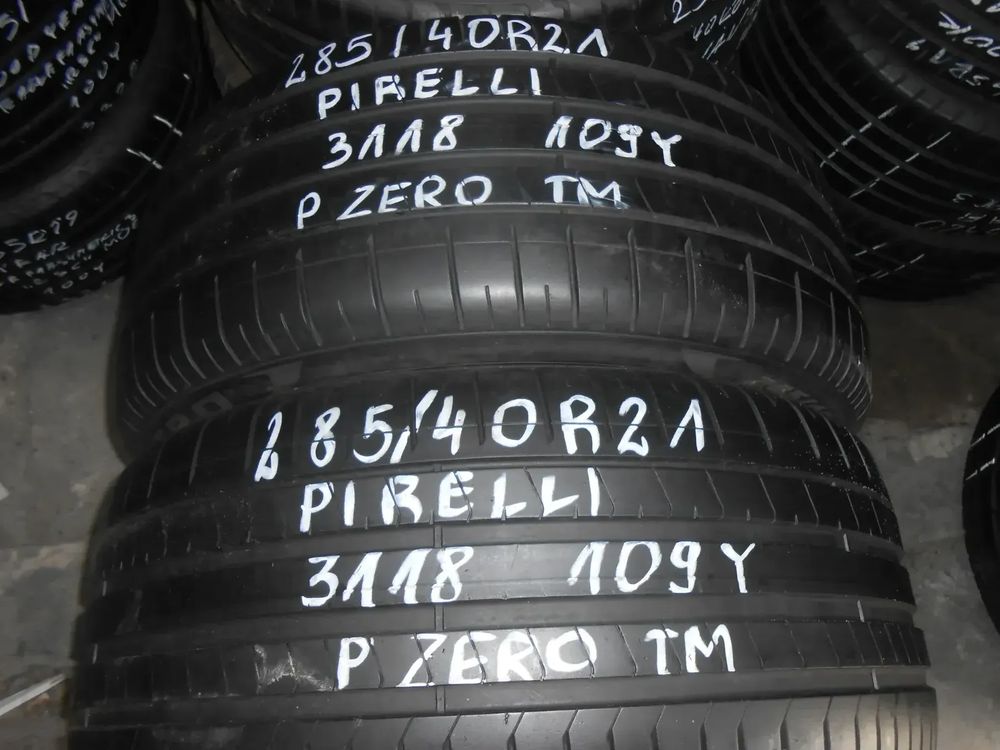 285/40R21
PIRELLI
3118 109Y
P ZERO TM
285/40R21
PIRELLI
3118 109Y
P ZERO TM